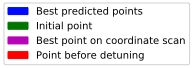 Best predicted points
Initial point
Best point on coordinate scan
Point before detuning